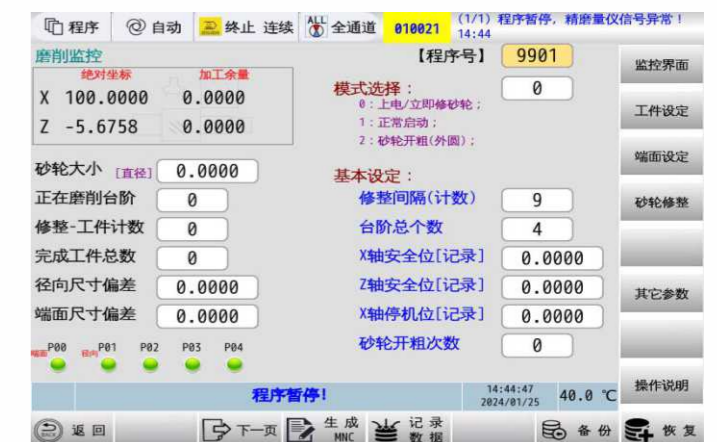 程序 自动 终止 连续 ALL 全通道 010021 (1/1) 程序暂停, 精磨量仪信号异常!
14:44
磨削监控 【程序号】 9901 监控界面
绝对坐标 加工余量
X 100.0000 0.0000
Z -5.6758 0.0000
模式选择: 0
0:上电/立即修砂轮;
1:正常启动;
2:砂轮开粗(外圆);
工件设定
端面设定
砂轮大小 [直径] 0.0000 基本设定:
正在磨削台阶 0 修整间隔(计数) 9 砂轮修整
修整-工件计数 0 台阶总个数 4
完成工件总数 0 X轴安全位[记录] 0.0000
径向尺寸偏差 0.0000 Z轴安全位[记录] 0.0000 其它参数
端面尺寸偏差 0.0000 X轴停机位[记录] 0.0000
端面 P00 径向 P01 P02 P03 P04 砂轮开粗次数 0
程序暂停! 14:44:47 40.0 ℃ 操作说明
2024/01/25
返回 下一页 生成 MNC 记录 数据 备份 恢复